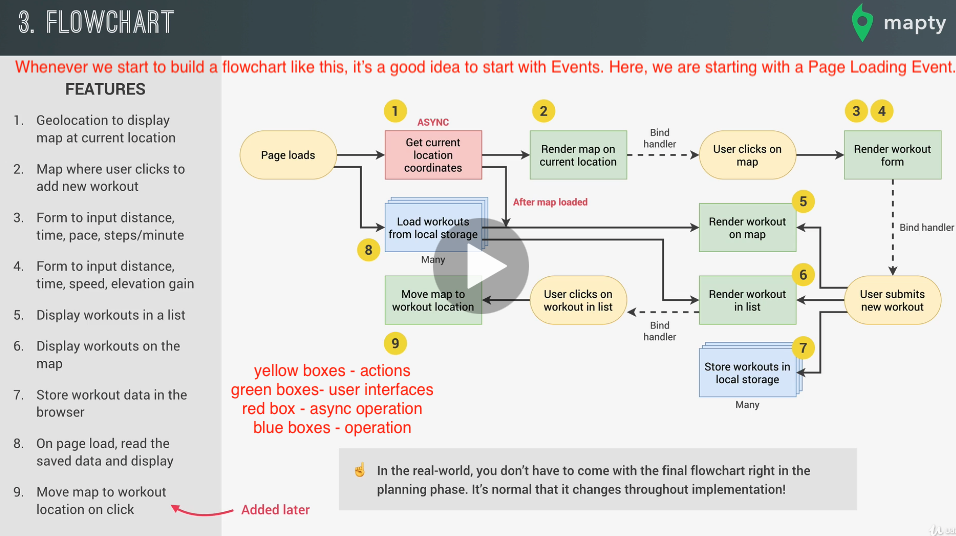 3. FLOWCHART
mapty
Whenever we start to build a flowchart like this, it's a good idea to start with Events. Here, we are starting with a Page Loading Event.
FEATURES
1. Geolocation to display
map at current location
2. Map where user clicks to
add new workout
3. Form to input distance,
time, pace, steps/minute
4. Form to input distance,
time, speed, elevation gain
5. Display workouts in a list
6. Display workouts on the
map
7. Store workout data in the
browser
8. On page load, read the
saved data and display
9. Move map to workout
location on click
Added later
1
ASYNC
2
3 4
Page loads
Get current
location
coordinates
Render map on
current location
Bind
handler
User clicks on
map
Render workout
form
After map loaded
Bind handler
Load workouts
from local storage
8
Many
5
Render workout
on map
Move map to
workout location
9
User clicks on
workout in list
Bind
handler
6
Render workout
in list
User submits
new workout
7
Store workouts in
local storage
Many
yellow boxes - actions
green boxes- user interfaces
red box - async operation
blue boxes - operation
☝ In the real-world, you don't have to come with the final flowchart right in the
planning phase. It's normal that it changes throughout implementation!